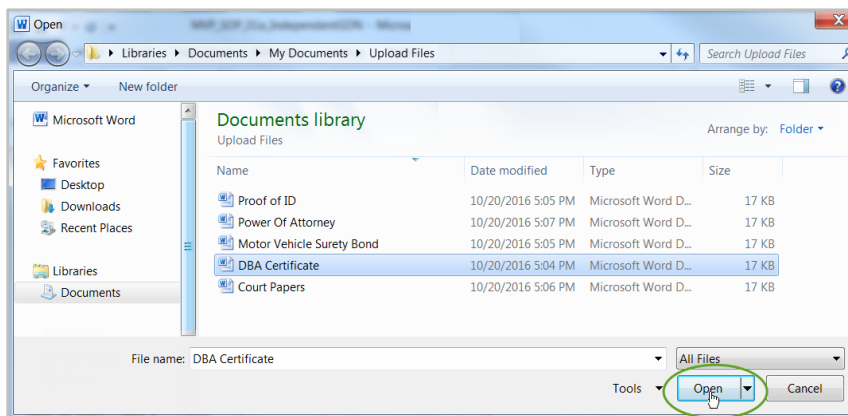 Open
Libraries Documents My Documents Upload Files Search Upload Files
Organize New folder
Microsoft Word
Favorites
Desktop
Downloads
Recent Places
Libraries
Documents
Documents library
Upload Files
Arrange by: Folder
Name Date modified Type Size
Proof of ID 10/20/2016 5:05 PM Microsoft Word D... 17 KB
Power Of Attorney 10/20/2016 5:07 PM Microsoft Word D... 17 KB
Motor Vehicle Surety Bond 10/20/2016 5:05 PM Microsoft Word D... 17 KB
DBA Certificate 10/20/2016 5:04 PM Microsoft Word D... 17 KB
Court Papers 10/20/2016 5:06 PM Microsoft Word D... 17 KB
File name: DBA Certificate All Files
Tools Open Cancel